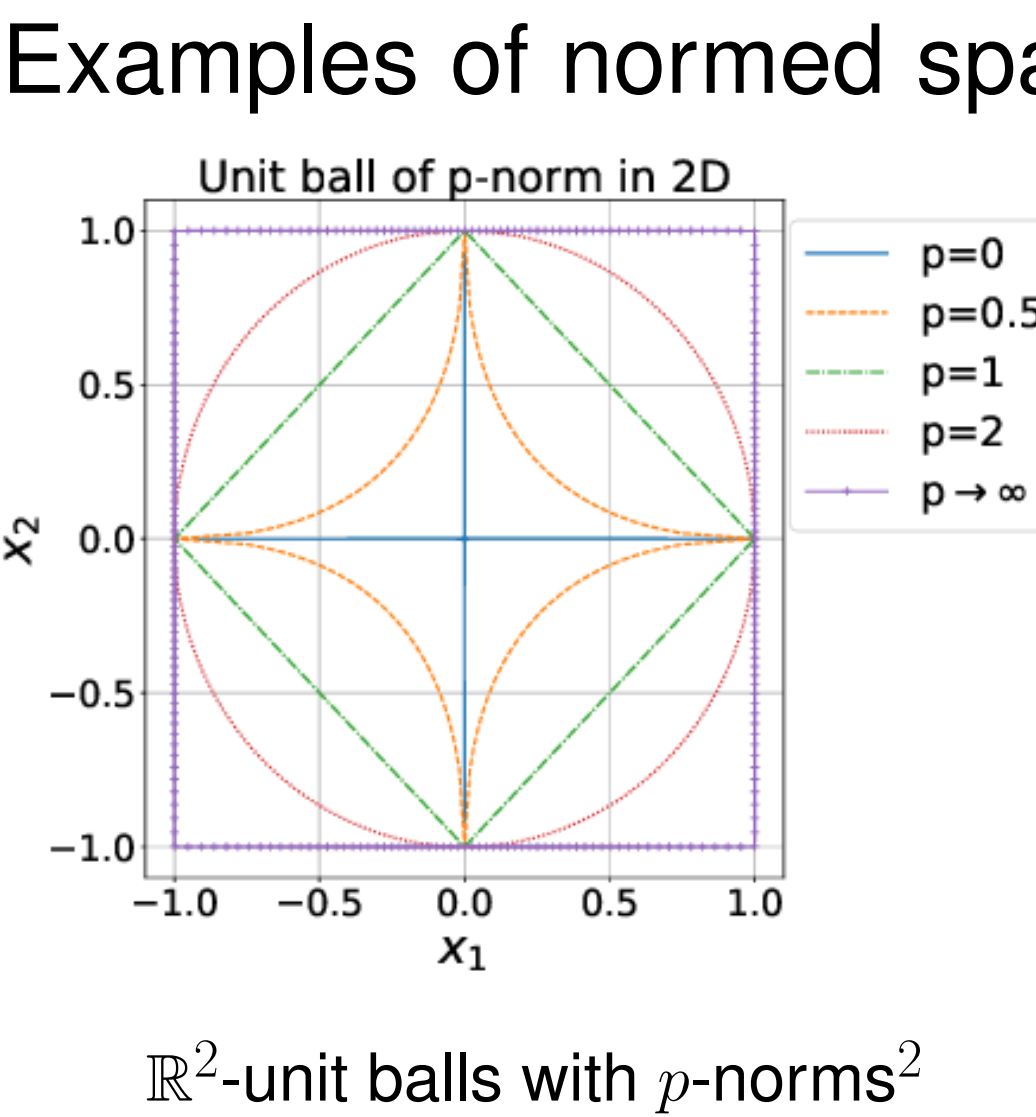 Examples of normed spa
Unit ball of p-norm in 2D
1.0
0.5
0.0
−0.5
−1.0
x₂
−1.0 −0.5 0.0 0.5 1.0
x₁
p=0
p=0.5
p=1
p=2
p→∞
ℝ²-unit balls with p-norms²